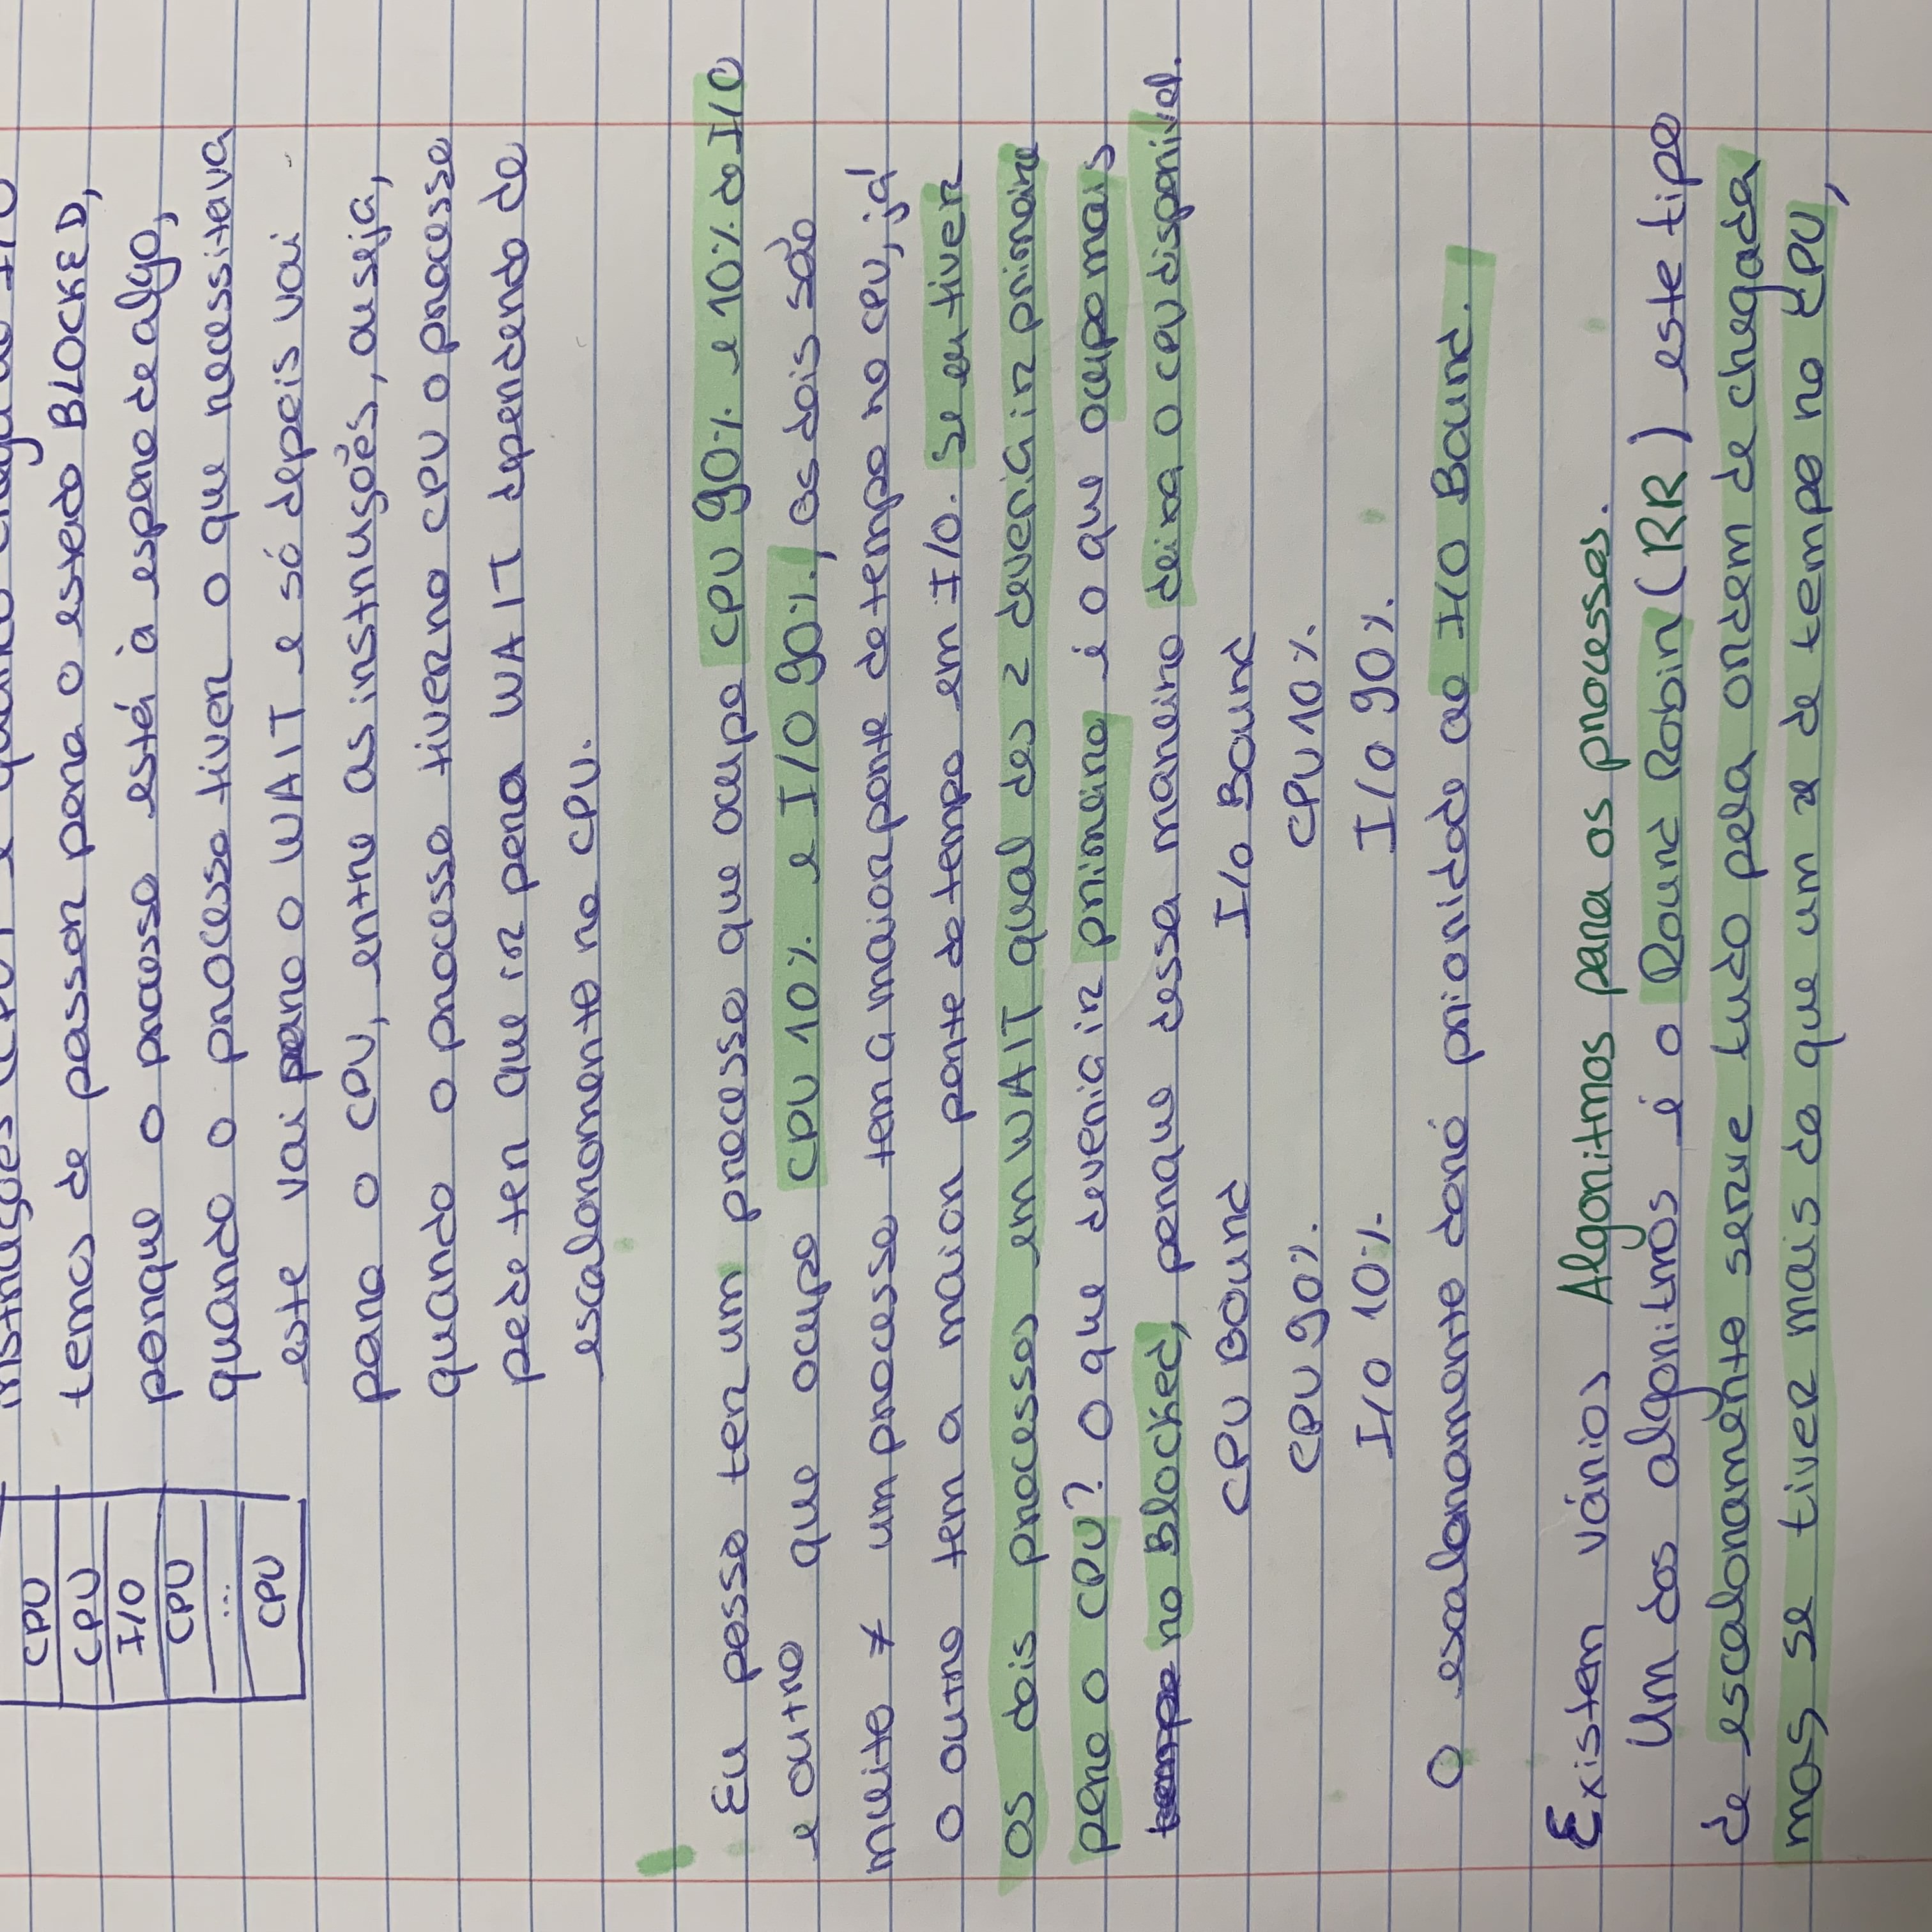 CPU
CPU
I/O
CPU
...
CPU
instruções (CPU) e quando chega ao I/O
temos de passar para o estado BLOCKED,
porque o processo está à espera de algo,
quando o processo tiver o que necessitava
este vai para o WAIT e só depois vai
para o CPU, entre as instruções, ou seja,
quando o processo tiver no CPU o processo
pode ter que ir para WAIT dependendo do
escalonamento no CPU.
Eu posso ter um processo que ocupa CPU 90% e 10% do I/O
e outro que ocupa CPU 10% e I/O 90%, os dois são
muito ≠ um processo tem a maior parte do tempo no CPU, já
o outro tem a maior parte do tempo em I/O. Se eu tiver
os dois processos em WAIT qual dos 2 deveria ir primeiro
para o CPU? O que deveria ir primeiro é o que ocupa mais
tempo no Blocked, porque dessa maneira deixa o CPU disponível.
CPU Bound I/O Bound
CPU 90% CPU 10%
I/O 10% I/O 90%
O escalonamento dará prioridade ao I/O Bound.
Existem vários Algoritmos para os processos.
Um dos algoritmos é o Round Robin (RR) este tipo
de escalonamento serve tudo pela ordem de chegada
mas se tiver mais do que um x de tempo no CPU,